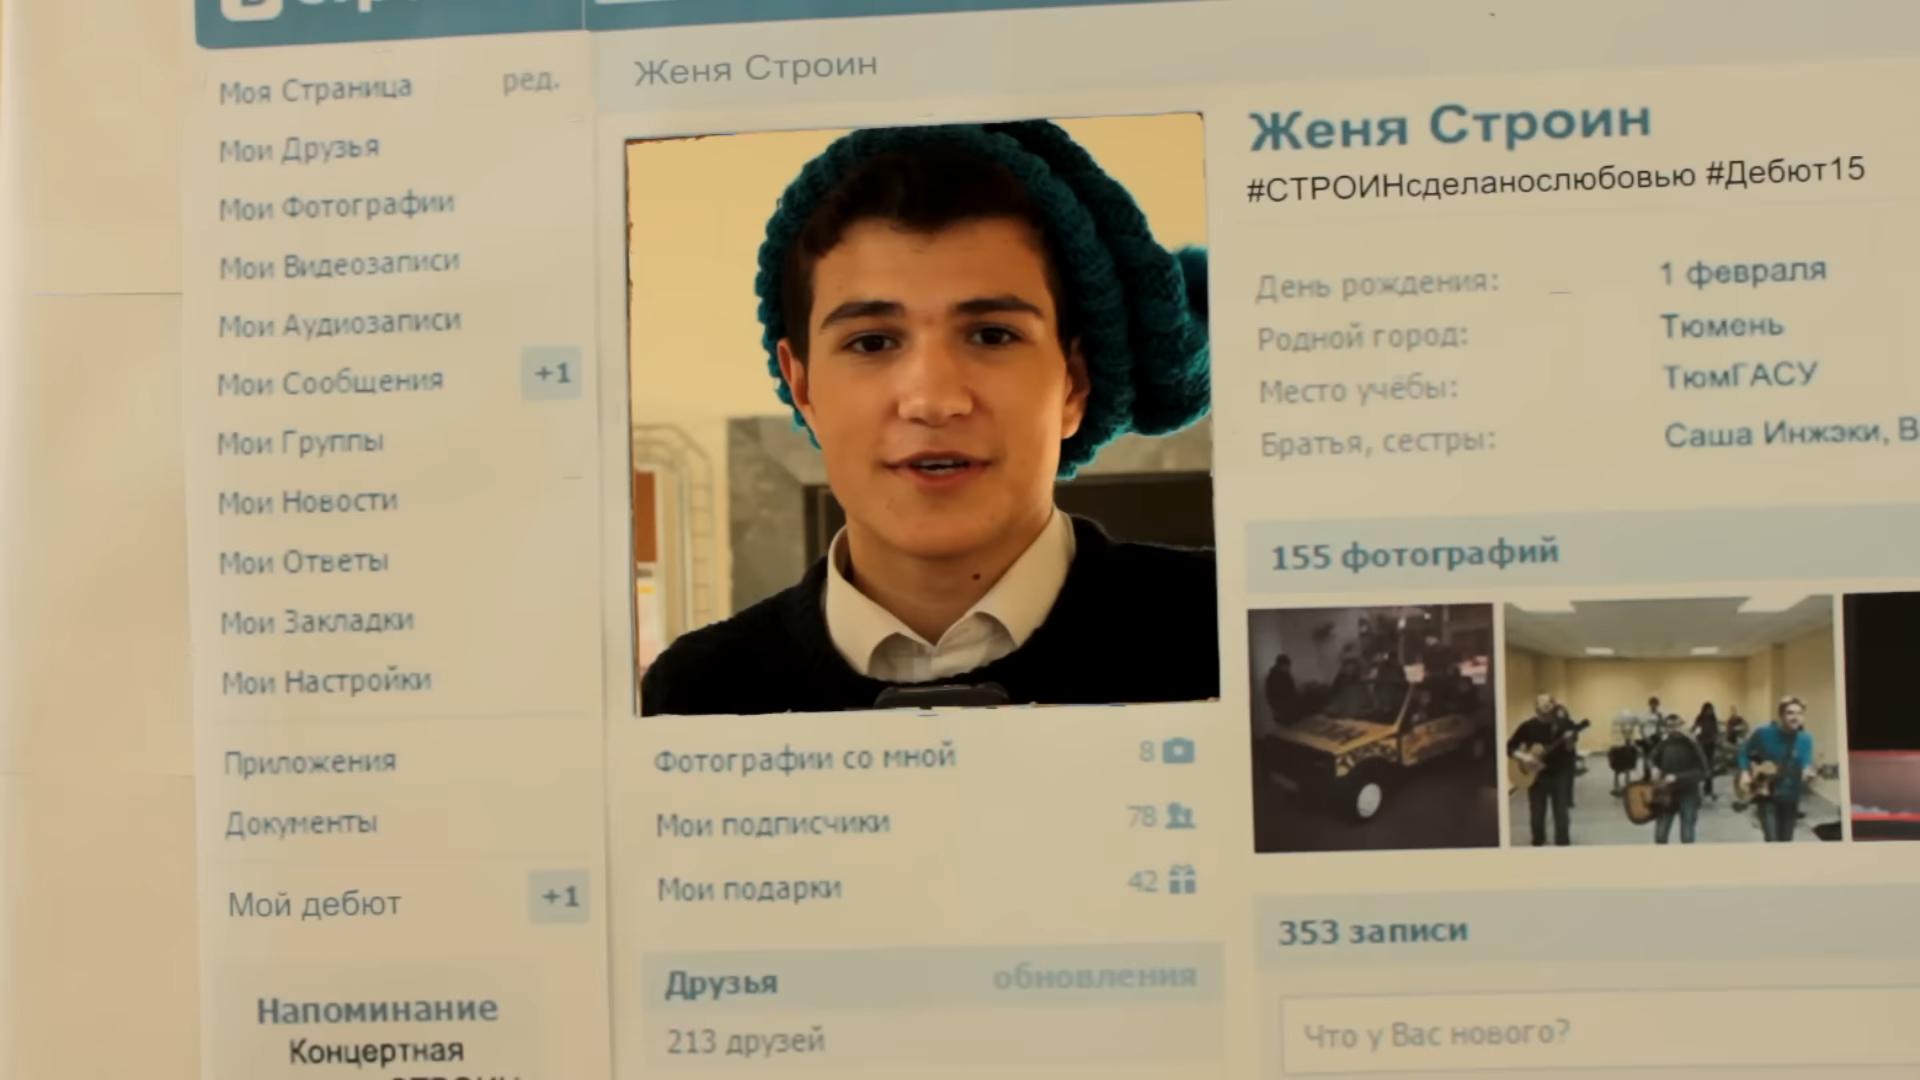 Моя Страница ред.
Мои Друзья
Мои Фотографии
Мои Видеозаписи
Мои Аудиозаписи
Мои Сообщения +1
Мои Группы
Мои Новости
Мои Ответы
Мои Закладки
Мои Настройки
Приложения
Документы
Мой дебют +1
Напоминание
Концертная
Женя Строин
Фотографии со мной 8
Мои подписчики 78
Мои подарки 42
Друзья обновления
213 друзей
Женя Строин
#СТРОИНсделанослюбовью #Дебют15
День рождения: 1 февраля
Родной город: Тюмень
Место учёбы: ТюмГАСУ
Братья, сестры: Саша Инжэки, В
155 фотографий
353 записи
Что у Вас нового?